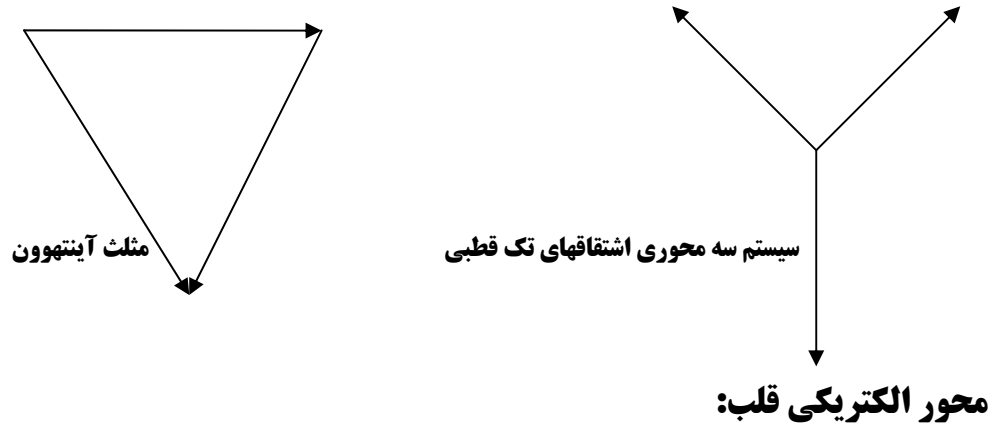 مثلث آینتهوون
سیستم سه محوری اشتقاقهای تک قطبی
محور الکتریکی قلب: